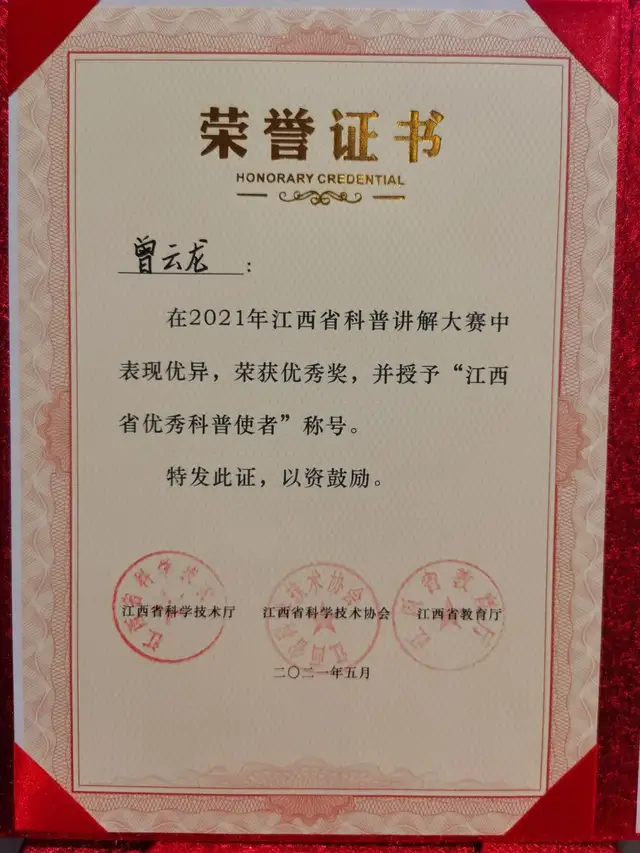 荣誉证书
HONORARY CREDENTIAL
曾云龙：
在2021年江西省科普讲解大赛中
表现优异，荣获优秀奖，并授予“江西
省优秀科普使者”称号。
特发此证，以资鼓励。
江西省科学技术厅 江西省科学技术协会 江西省教育厅
二〇二一年五月